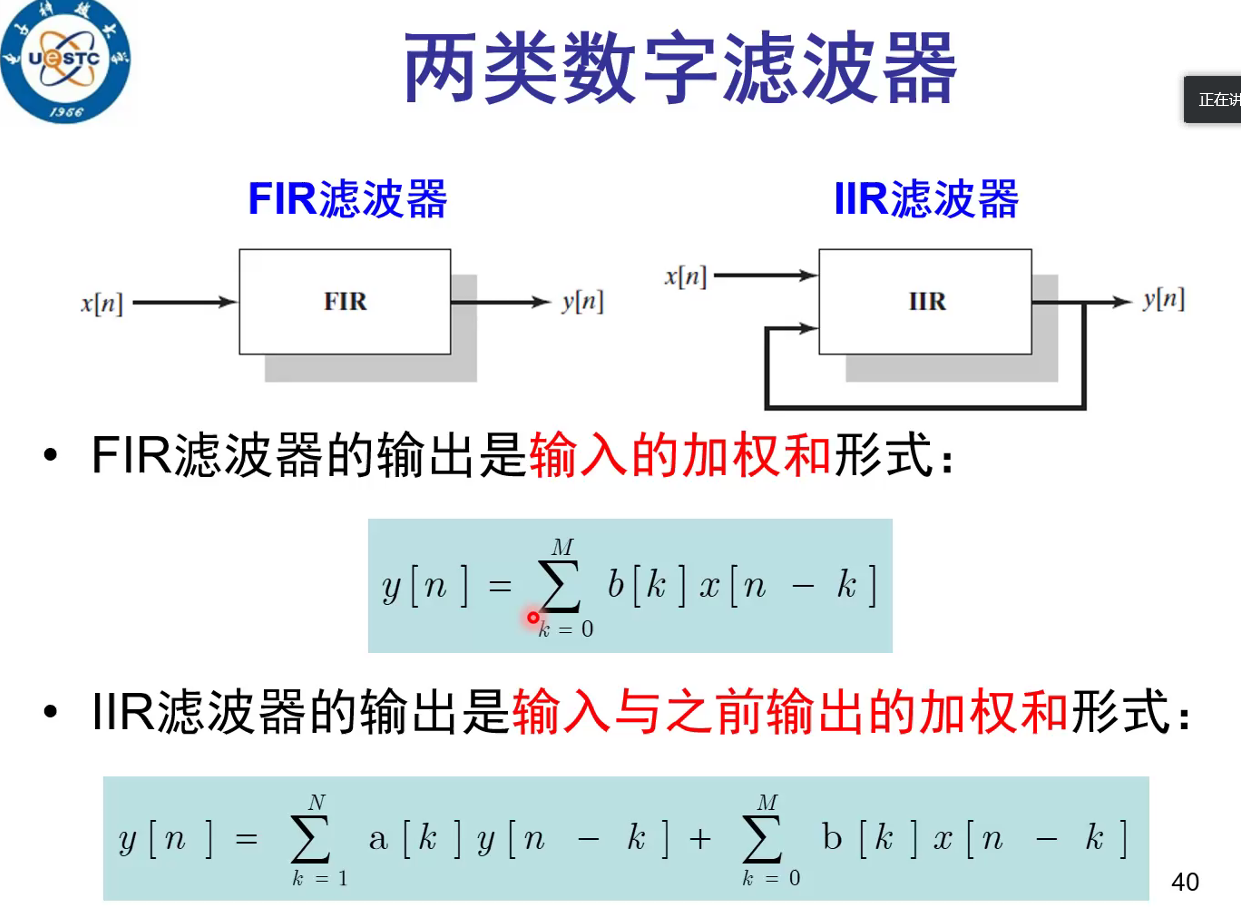 UeSTC
1956
两类数字滤波器
正在讲
FIR滤波器
IIR滤波器
x[n]
FIR
y[n]
x[n]
IIR
y[n]
• FIR滤波器的输出是输入的加权和形式：
M
y[n] = ∑ b[k]x[n − k]
k = 0
• IIR滤波器的输出是输入与之前输出的加权和形式：
N M
y[n] = ∑ a[k]y[n − k] + ∑ b[k]x[n − k]
k = 1 k = 0
40